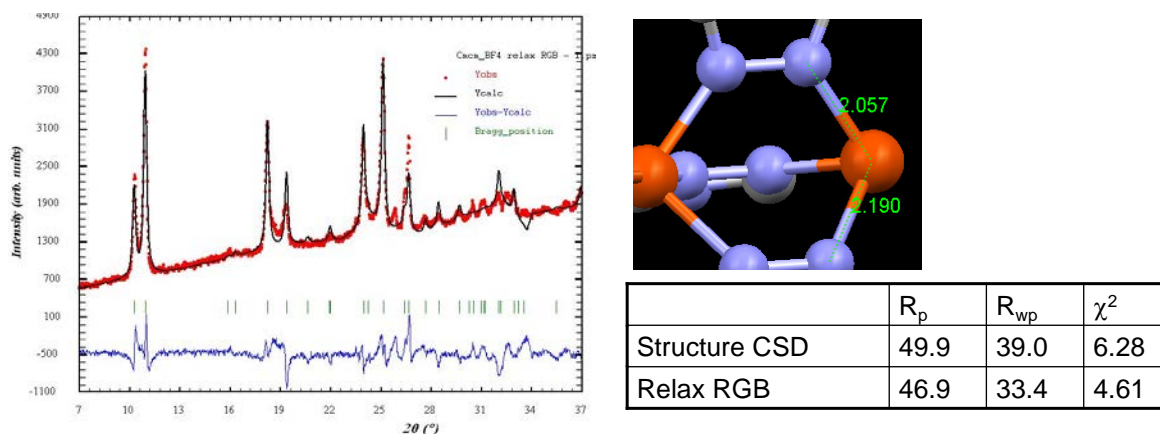 4900
4300
3700
3100
2500
1900
1300
700
100
-500
-1100
Intensity (arb. units)
Cmcm_BF4 relax RGB -
Yobs
Ycalc
Yobs-Ycalc
Bragg_position
7 10 13 16 19 22 25 28 31 34 37
2θ (°)
2.057
2.190
Rp Rwp χ2
Structure CSD 49.9 39.0 6.28
Relax RGB 46.9 33.4 4.61